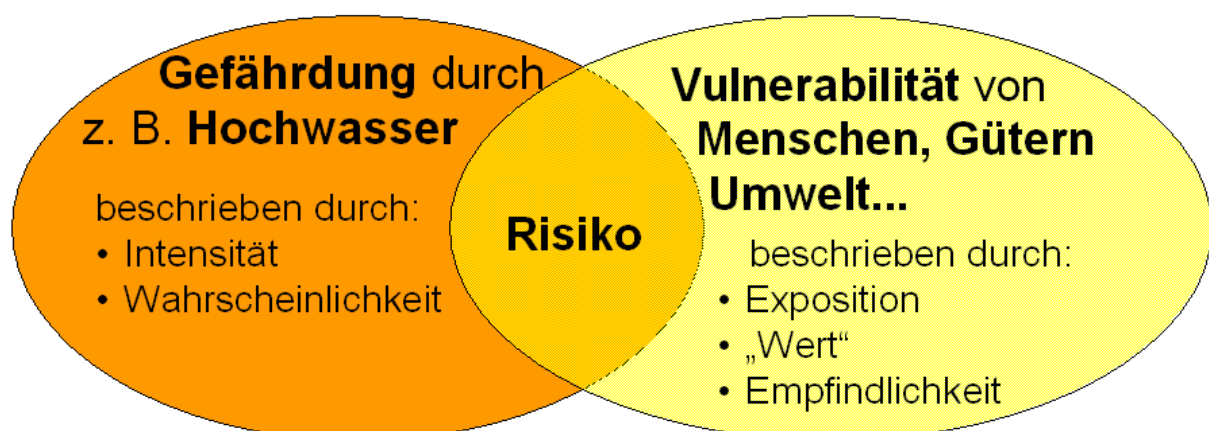 Gefährdung durch
z. B. Hochwasser
beschrieben durch:
• Intensität
• Wahrscheinlichkeit
Risiko
Vulnerabilität von
Menschen, Gütern
Umwelt...
beschrieben durch:
• Exposition
• „Wert“
• Empfindlichkeit